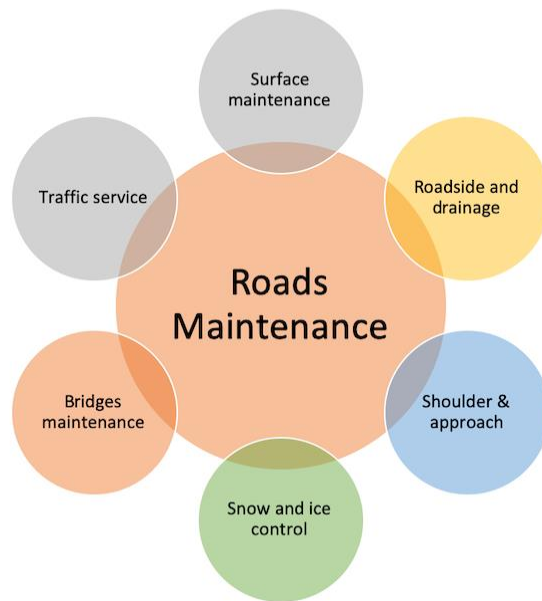 Surface
maintenance
Roadside and
drainage
Traffic service
Roads
Maintenance
Shoulder &
approach
Bridges
maintenance
Snow and ice
control